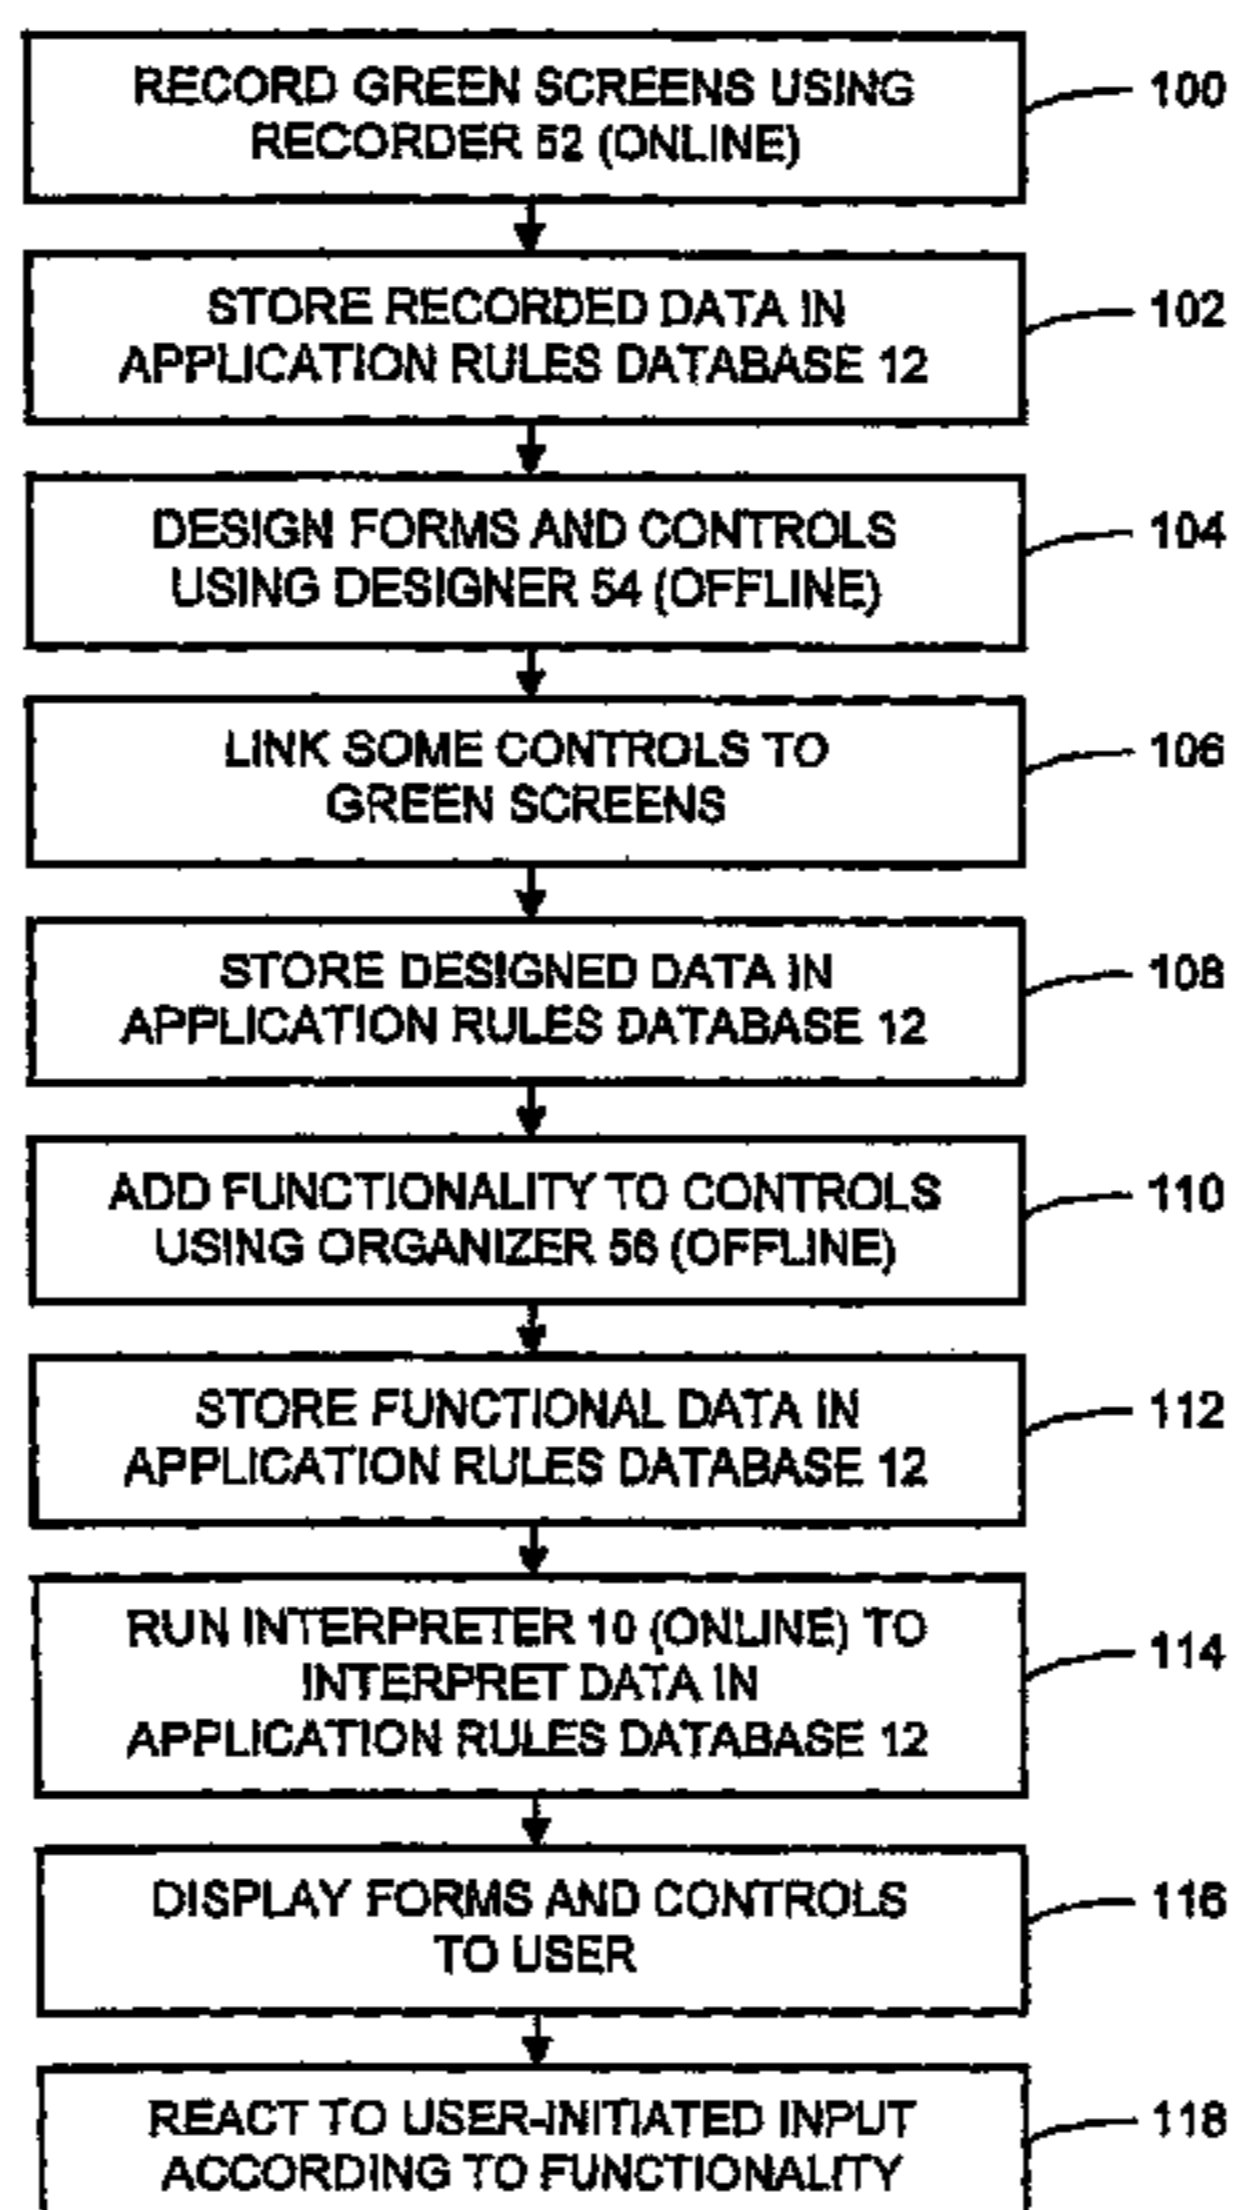 RECORD GREEN SCREENS USING
RECORDER 52 (ONLINE)
100
STORE RECORDED DATA IN
APPLICATION RULES DATABASE 12
102
DESIGN FORMS AND CONTROLS
USING DESIGNER 54 (OFFLINE)
104
LINK SOME CONTROLS TO
GREEN SCREENS
106
STORE DESIGNED DATA IN
APPLICATION RULES DATABASE 12
108
ADD FUNCTIONALITY TO CONTROLS
USING ORGANIZER 56 (OFFLINE)
110
STORE FUNCTIONAL DATA IN
APPLICATION RULES DATABASE 12
112
RUN INTERPRETER 10 (ONLINE) TO
INTERPRET DATA IN
APPLICATION RULES DATABASE 12
114
DISPLAY FORMS AND CONTROLS
TO USER
116
REACT TO USER-INITIATED INPUT
ACCORDING TO FUNCTIONALITY
118